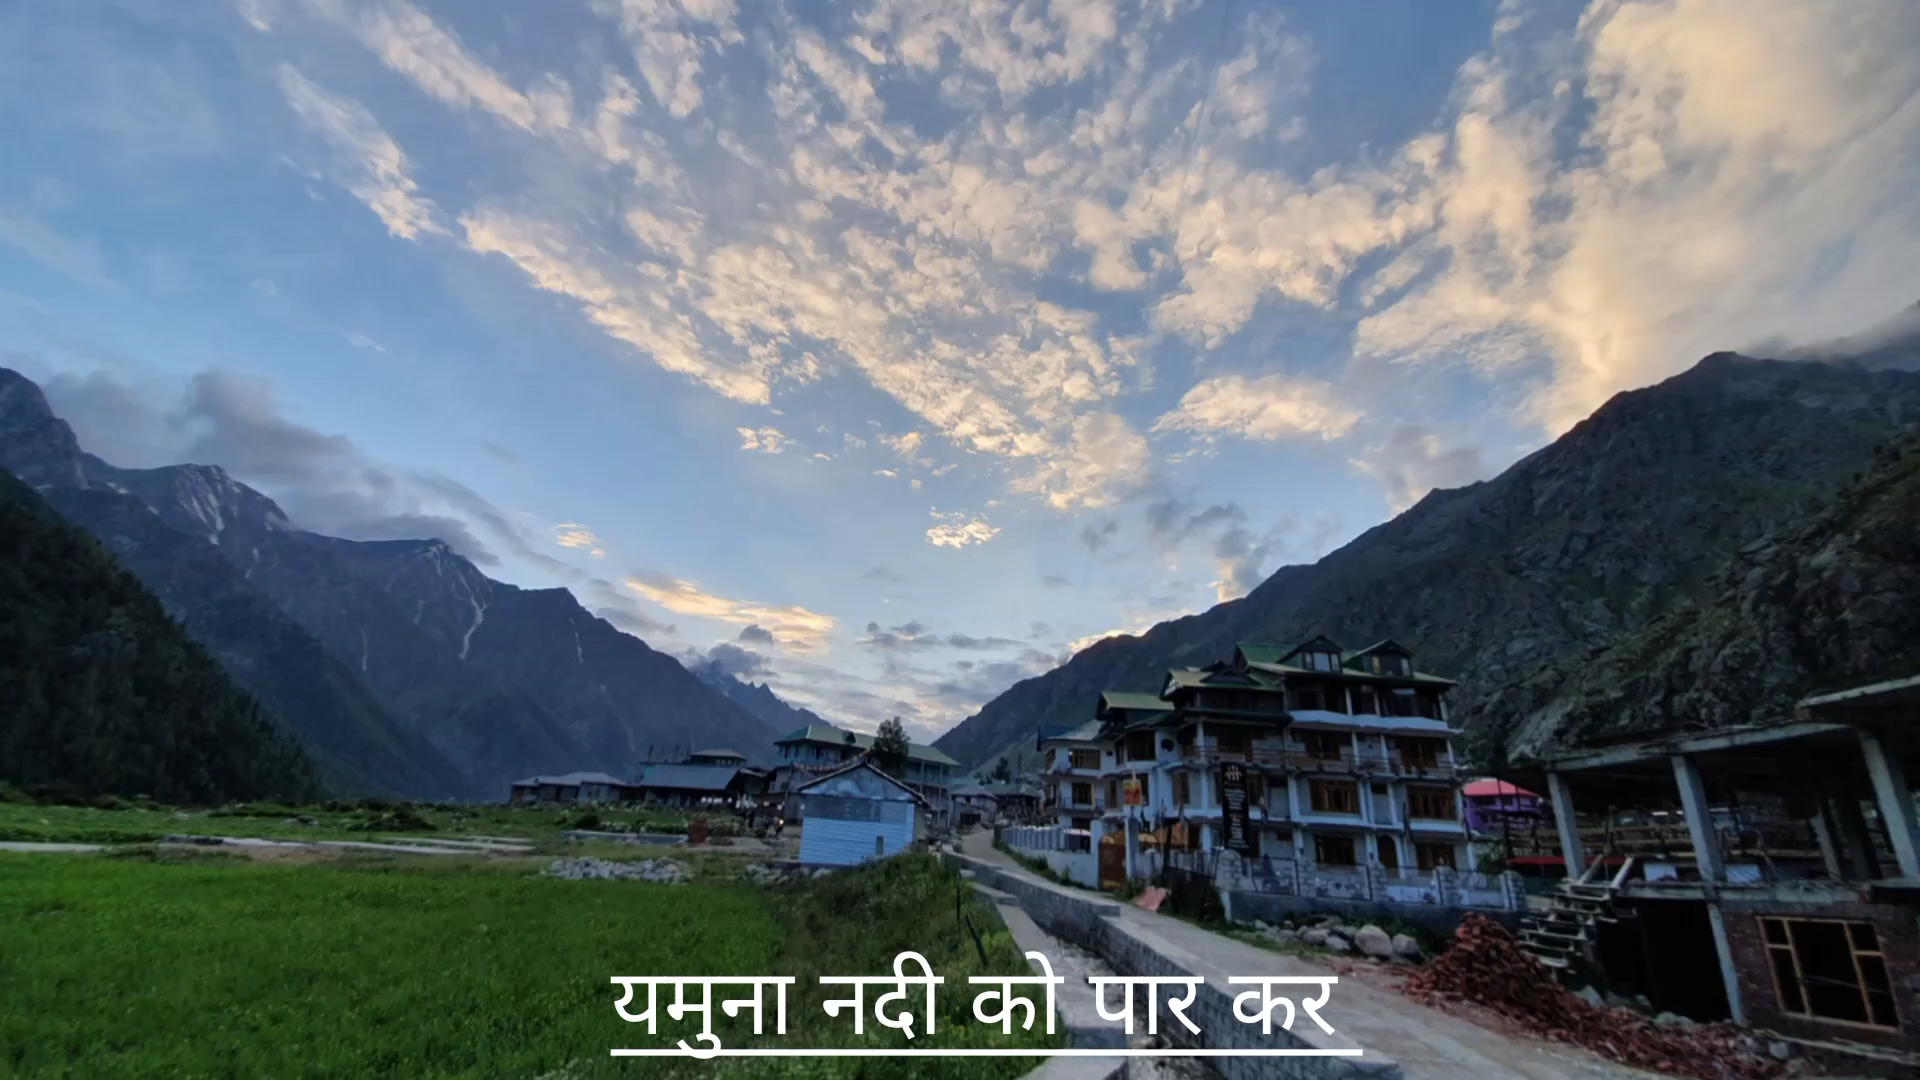 यमुना नदी को पार कर